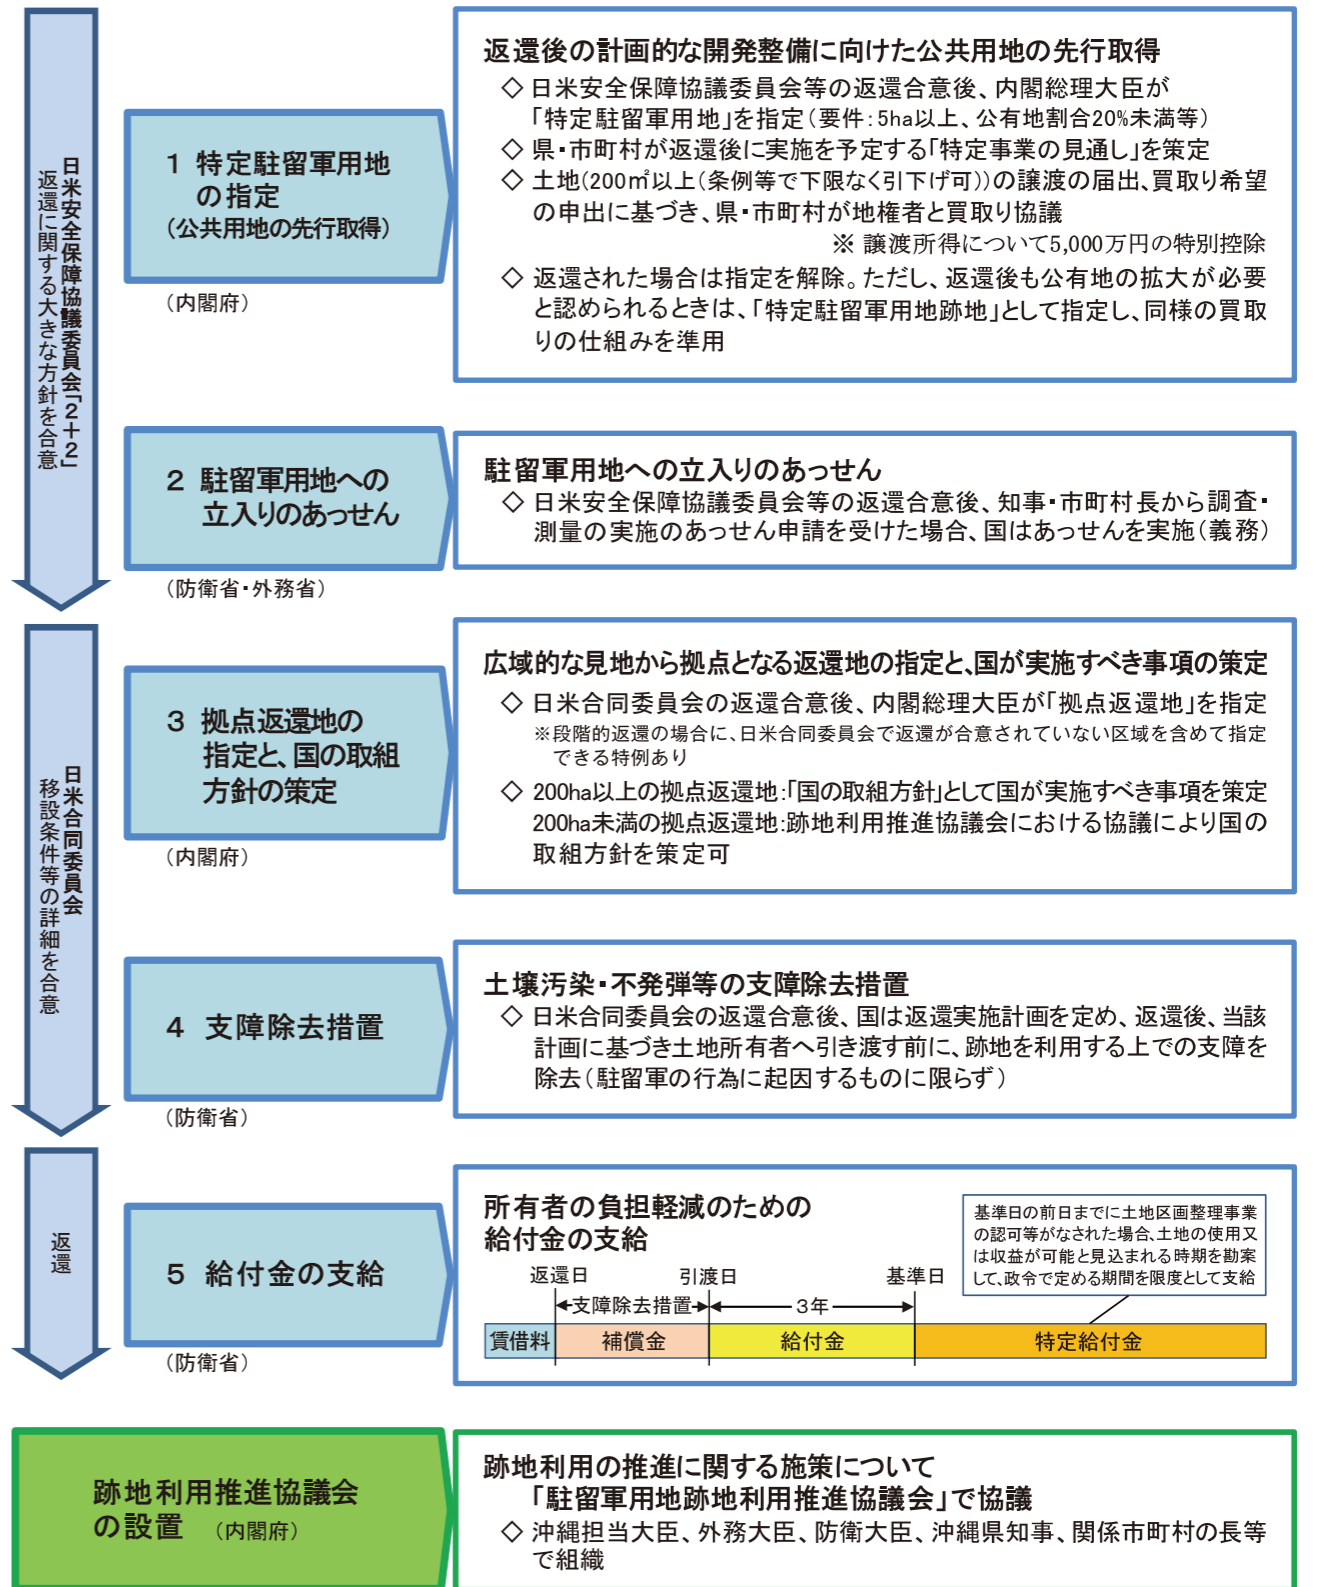 日米安全保障協議委員会「2+2」
返還に関する大きな方針を合意
1 特定駐留軍用地
の指定
(公共用地の先行取得)
(内閣府)
返還後の計画的な開発整備に向けた公共用地の先行取得
◇ 日米安全保障協議委員会等の返還合意後、内閣総理大臣が
「特定駐留軍用地」を指定(要件:5ha以上、公有地割合20%未満等)
◇ 県・市町村が返還後に実施を予定する「特定事業の見通し」を策定
◇ 土地(200㎡以上(条例等で下限なく引下げ可))の譲渡の届出、買取り希望
の申出に基づき、県・市町村が地権者と買取り協議
※ 譲渡所得について5,000万円の特別控除
◇ 返還された場合は指定を解除。ただし、返還後も公有地の拡大が必要
と認められるときは、「特定駐留軍用地跡地」として指定し、同様の買取
りの仕組みを準用
2 駐留軍用地への
立入りのあっせん
(防衛省・外務省)
駐留軍用地への立入りのあっせん
◇ 日米安全保障協議委員会等の返還合意後、知事・市町村長から調査・
測量の実施のあっせん申請を受けた場合、国はあっせんを実施(義務)
日米合同委員会
移設条件等の詳細を合意
3 拠点返還地の
指定と、国の取組
方針の策定
(内閣府)
広域的な見地から拠点となる返還地の指定と、国が実施すべき事項の策定
◇ 日米合同委員会の返還合意後、内閣総理大臣が「拠点返還地」を指定
※段階的返還の場合に、日米合同委員会で返還が合意されていない区域を含めて指定
できる特例あり
◇ 200ha以上の拠点返還地:「国の取組方針」として国が実施すべき事項を策定
200ha未満の拠点返還地:跡地利用推進協議会における協議により国の
取組方針を策定可
4 支障除去措置
(防衛省)
土壌汚染・不発弾等の支障除去措置
◇ 日米合同委員会の返還合意後、国は返還実施計画を定め、返還後、当該
計画に基づき土地所有者へ引き渡す前に、跡地を利用する上での支障を
除去(駐留軍の行為に起因するものに限らず)
返還
5 給付金の支給
(防衛省)
所有者の負担軽減のための
給付金の支給
基準日の前日までに土地区画整理事業
の認可等がなされた場合、土地の使用又
は収益が可能と見込まれる時期を勘案
して、政令で定める期間を限度として支給
返還日 引渡日 基準日
支障除去措置 3年
賃借料 補償金 給付金 特定給付金
跡地利用推進協議会
の設置 (内閣府)
跡地利用の推進に関する施策について
「駐留軍用地跡地利用推進協議会」で協議
◇ 沖縄担当大臣、外務大臣、防衛大臣、沖縄県知事、関係市町村の長等
で組織